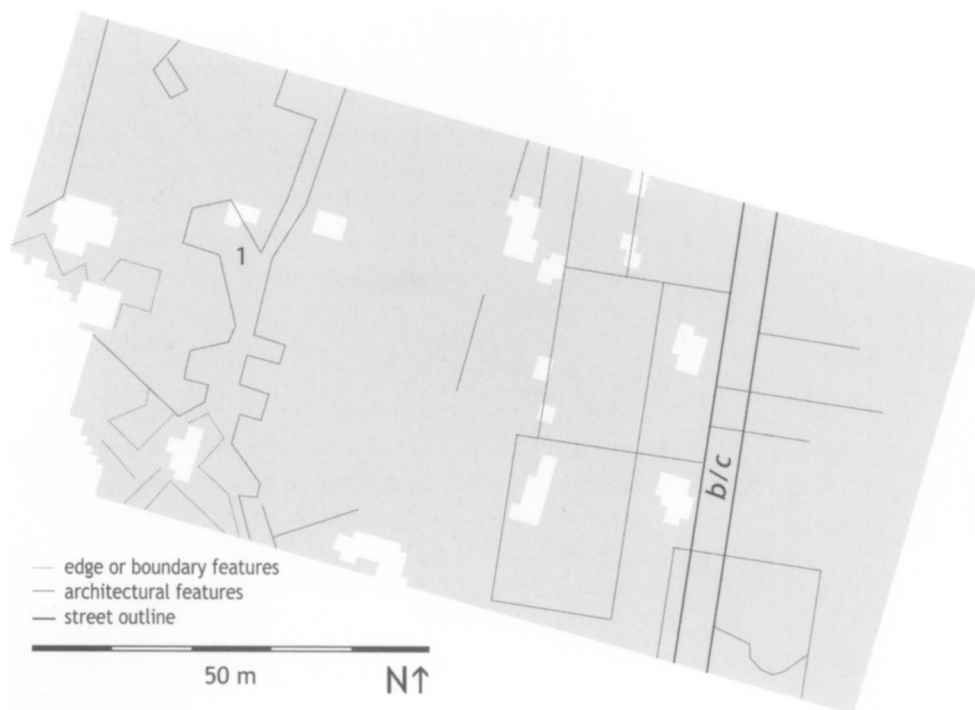 1
b/c
edge or boundary features
architectural features
street outline
50 m
N↑